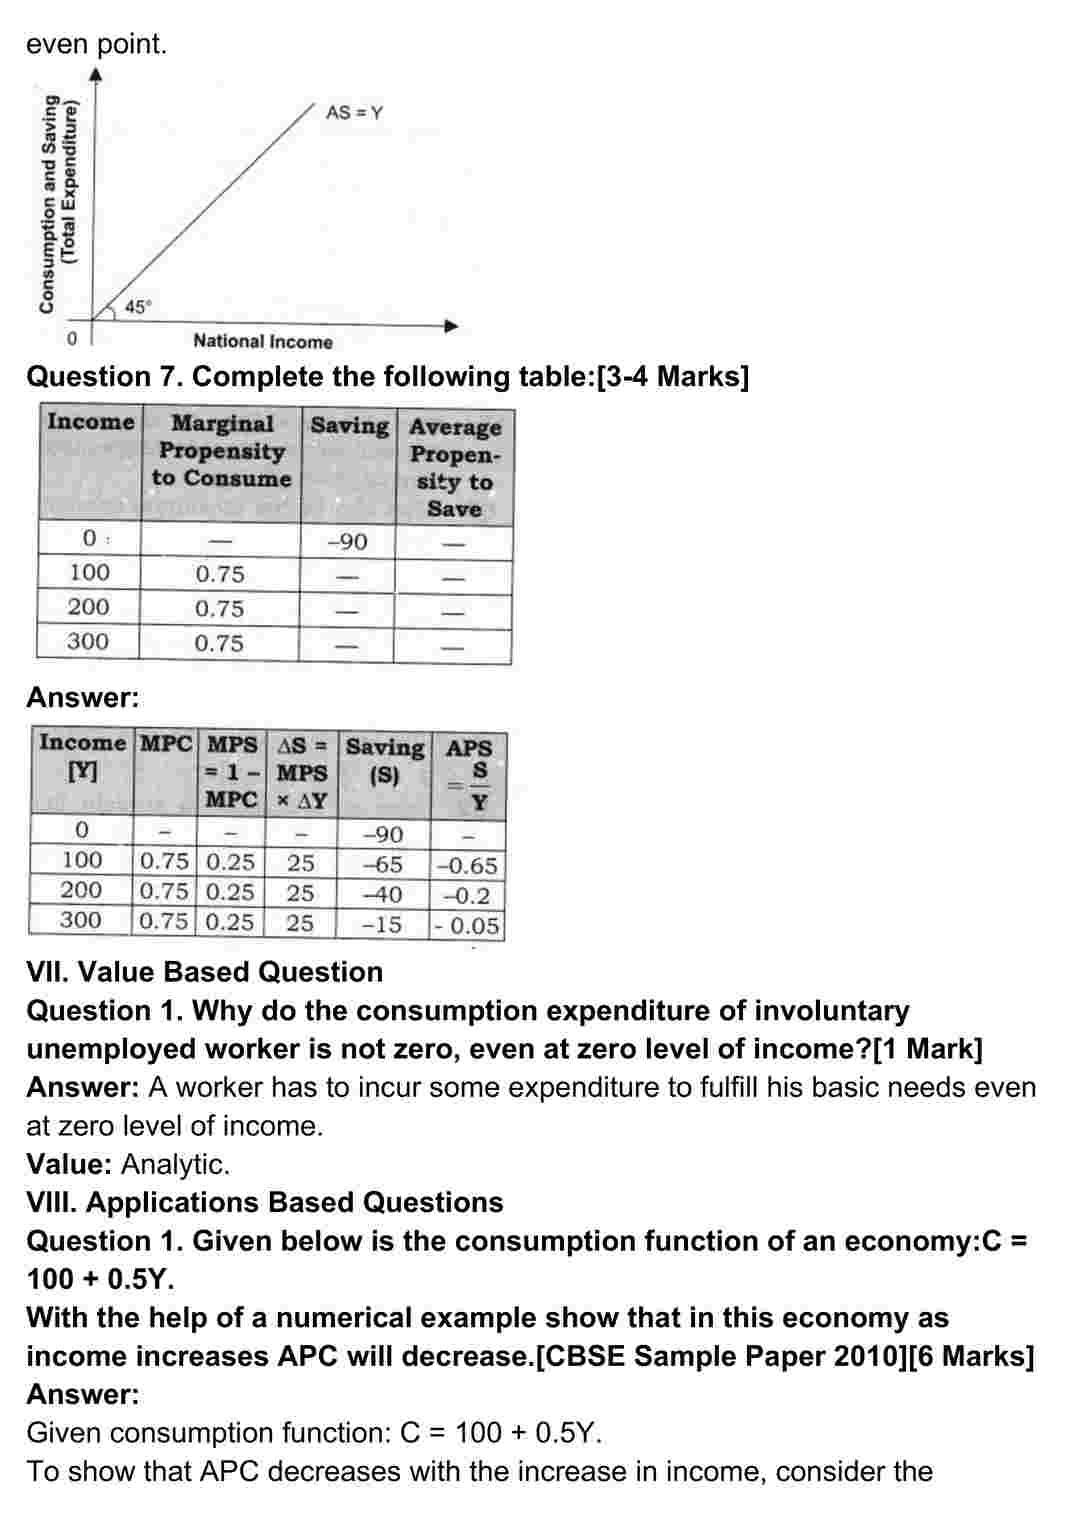 even point.
Consumption and Saving
(Total Expenditure)
AS = Y
45°
0
National Income
Question 7. Complete the following table:[3-4 Marks]
Income Marginal Propensity to Consume Saving Average Propen-sity to Save
0 : — –90 —
100 0.75 — —
200 0.75 — —
300 0.75 — —
Answer:
Income [Y] MPC MPS = 1 – MPC ΔS = MPS × ΔY Saving (S) APS = S/Y
0 – – – –90 –
100 0.75 0.25 25 –65 –0.65
200 0.75 0.25 25 –40 –0.2
300 0.75 0.25 25 –15 - 0.05
VII. Value Based Question
Question 1. Why do the consumption expenditure of involuntary
unemployed worker is not zero, even at zero level of income?[1 Mark]
Answer: A worker has to incur some expenditure to fulfill his basic needs even
at zero level of income.
Value: Analytic.
VIII. Applications Based Questions
Question 1. Given below is the consumption function of an economy:C =
100 + 0.5Y.
With the help of a numerical example show that in this economy as
income increases APC will decrease.[CBSE Sample Paper 2010][6 Marks]
Answer:
Given consumption function: C = 100 + 0.5Y.
To show that APC decreases with the increase in income, consider the